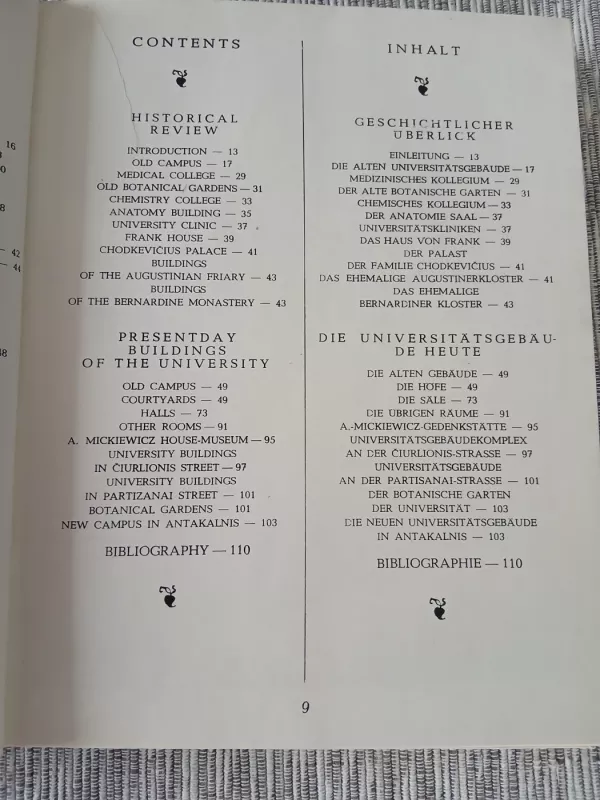 16
8
0
8
— 42
— 44
38
CONTENTS
HISTORICAL
REVIEW
INTRODUCTION — 13
OLD CAMPUS — 17
MEDICAL COLLEGE — 29
OLD BOTANICAL GARDENS — 31
CHEMISTRY COLLEGE — 33
ANATOMY BUILDING — 35
UNIVERSITY CLINIC — 37
FRANK HOUSE — 39
CHODKEVIČIUS PALACE — 41
BUILDINGS
OF THE AUGUSTINIAN FRIARY — 43
BUILDINGS
OF THE BERNARDINE MONASTERY — 43
PRESENTDAY
BUILDINGS
OF THE UNIVERSITY
OLD CAMPUS — 49
COURTYARDS — 49
HALLS — 73
OTHER ROOMS — 91
A. MICKIEWICZ HOUSE-MUSEUM — 95
UNIVERSITY BUILDINGS
IN ČIURLIONIS STREET — 97
UNIVERSITY BUILDINGS
IN PARTIZANAI STREET — 101
BOTANICAL GARDENS — 101
NEW CAMPUS IN ANTAKALNIS — 103
BIBLIOGRAPHY — 110
INHALT
GESCHICHTLICHER
ÜBERLICK
EINLEITUNG — 13
DIE ALTEN UNIVERSITÄTSGEBÄUDE — 17
MEDIZINISCHES KOLLEGIUM — 29
DER ALTE BOTANISCHE GARTEN — 31
CHEMISCHES KOLLEGIUM — 33
DER ANATOMIE SAAL — 37
UNIVERSITÄTSKLINIKEN — 37
DAS HAUS VON FRANK — 39
DER PALAST
DER FAMILIE CHODKEVIČIUS — 41
DAS EHEMALIGE AUGUSTINERKLOSTER — 41
DAS EHEMALIGE
BERNARDINER KLOSTER — 43
DIE UNIVERSITÄTSGEBÄU-
DE HEUTE
DIE ALTEN GEBÄUDE — 49
DIE HÖFE — 49
DIE SÄLE — 73
DIE ÜBRIGEN RÄUME — 91
A.-MICKIEWICZ-GEDENKSTÄTTE — 95
UNIVERSITÄTSGEBÄUDEKOMPLEX
AN DER ČIURLIONIS-STRASSE — 97
UNIVERSITÄTSGEBÄUDE
AN DER PARTISANAI-STRASSE — 101
DER BOTANISCHE GARTEN
DER UNIVERSITÄT — 103
DIE NEUEN UNIVERSITÄTSGEBÄUDE
IN ANTAKALNIS — 103
BIBLIOGRAPHIE — 110
9